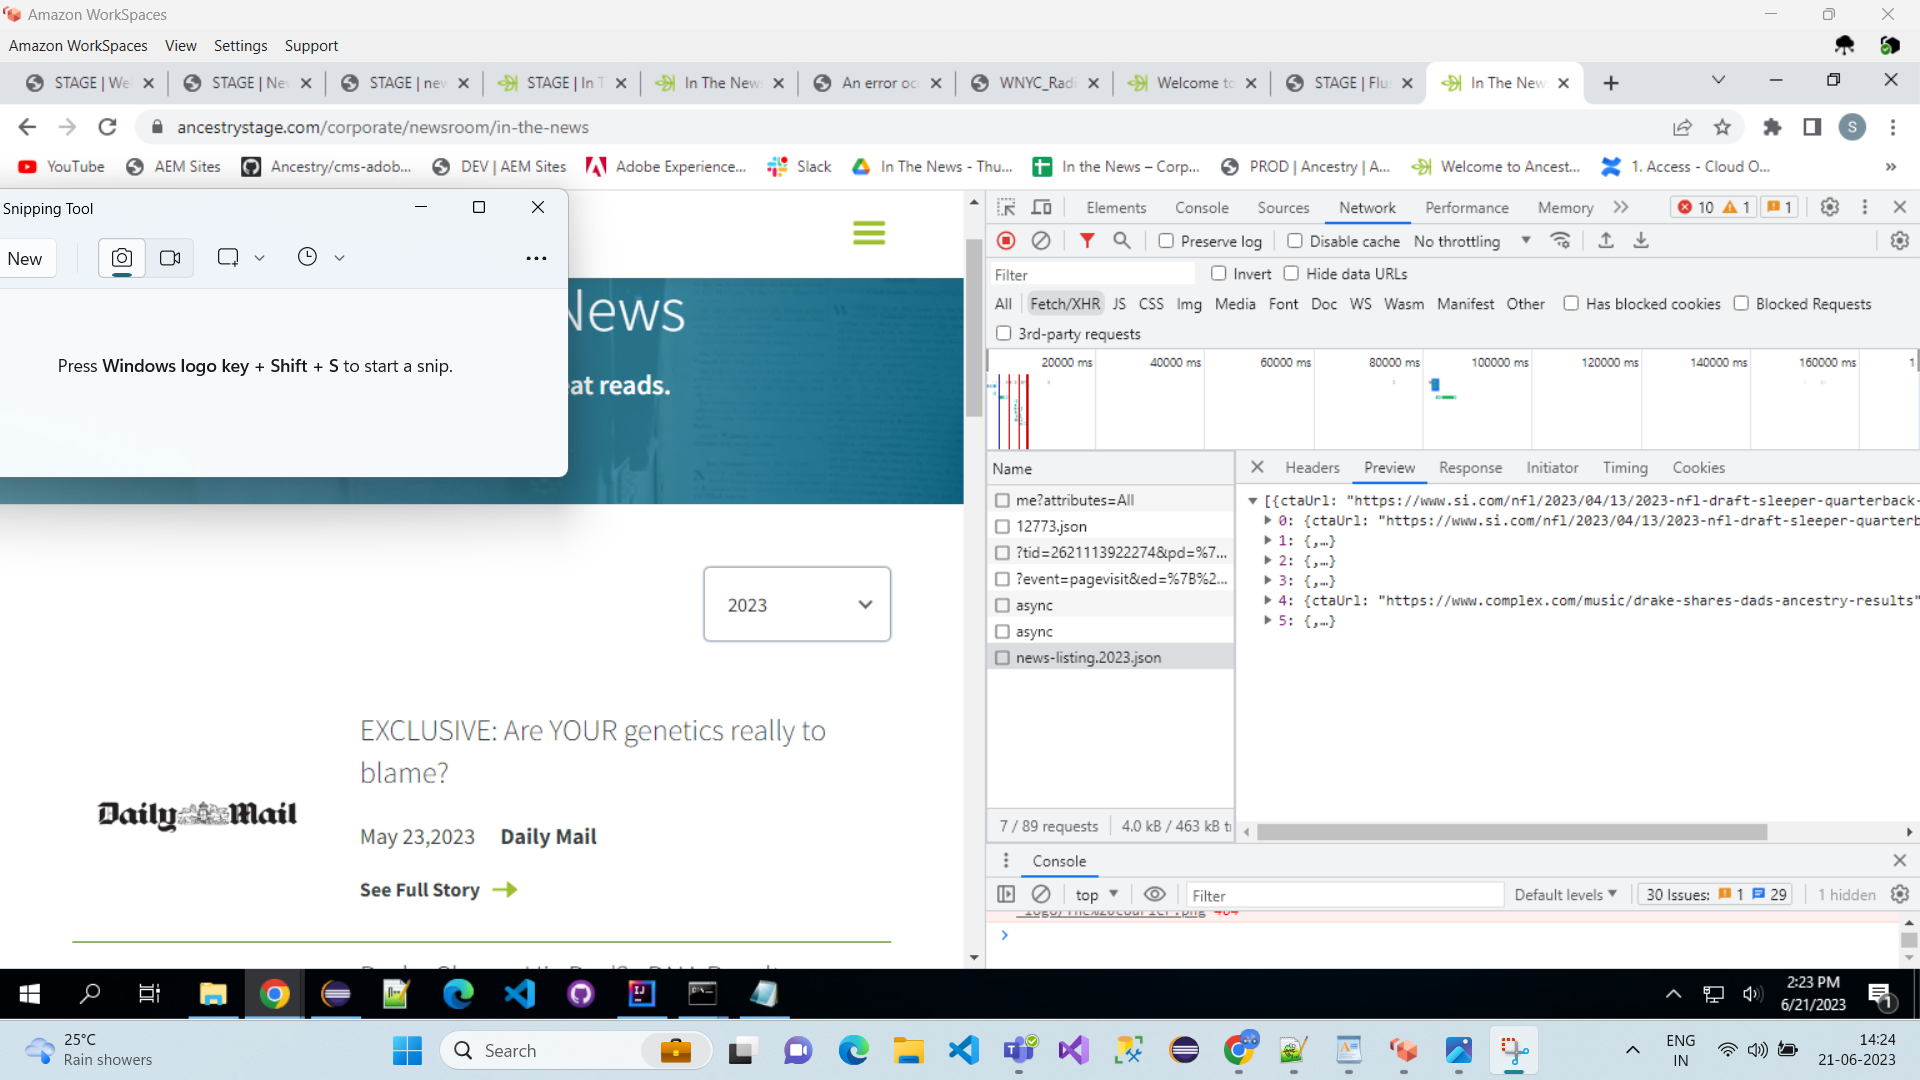 Amazon WorkSpaces
Amazon WorkSpaces View Settings Support
STAGE | Wel STAGE | Nev STAGE | nev STAGE | In T In The New An error oc WNYC_Radi Welcome to STAGE | Flu In The New
ancestrystage.com/corporate/newsroom/in-the-news
S
YouTube AEM Sites Ancestry/cms-adob... DEV | AEM Sites Adobe Experience... Slack In The News - Thu... In the News – Corp... PROD | Ancestry | A... Welcome to Ancest... 1. Access - Cloud O... »
Snipping Tool
New
Press Windows logo key + Shift + S to start a snip.
News
at reads.
2023
EXCLUSIVE: Are YOUR genetics really to
blame?
Daily Mail
May 23,2023 Daily Mail
See Full Story
Elements Console Sources Network Performance Memory 10 1 1
Preserve log Disable cache No throttling
Filter Invert Hide data URLs
All Fetch/XHR JS CSS Img Media Font Doc WS Wasm Manifest Other Has blocked cookies Blocked Requests
3rd-party requests
20000 ms 40000 ms 60000 ms 80000 ms 100000 ms 120000 ms 140000 ms 160000 ms 1
Name
me?attributes=All
12773.json
?tid=2621113922274&pd=%7...
?event=pagevisit&ed=%7B%2...
async
async
news-listing.2023.json
7 / 89 requests 4.0 kB / 463 kB t
Headers Preview Response Initiator Timing Cookies
[{ctaUrl: "https://www.si.com/nfl/2023/04/13/2023-nfl-draft-sleeper-quarterback-
0: {ctaUrl: "https://www.si.com/nfl/2023/04/13/2023-nfl-draft-sleeper-quarterb
1: {,…}
2: {,…}
3: {,…}
4: {ctaUrl: "https://www.complex.com/music/drake-shares-dads-ancestry-results"
5: {,…}
Console
top Filter Default levels 30 Issues: 1 29 1 hidden
2:23 PM
6/21/2023
1
25°C
Rain showers
Search
ENG
IN
14:24
21-06-2023